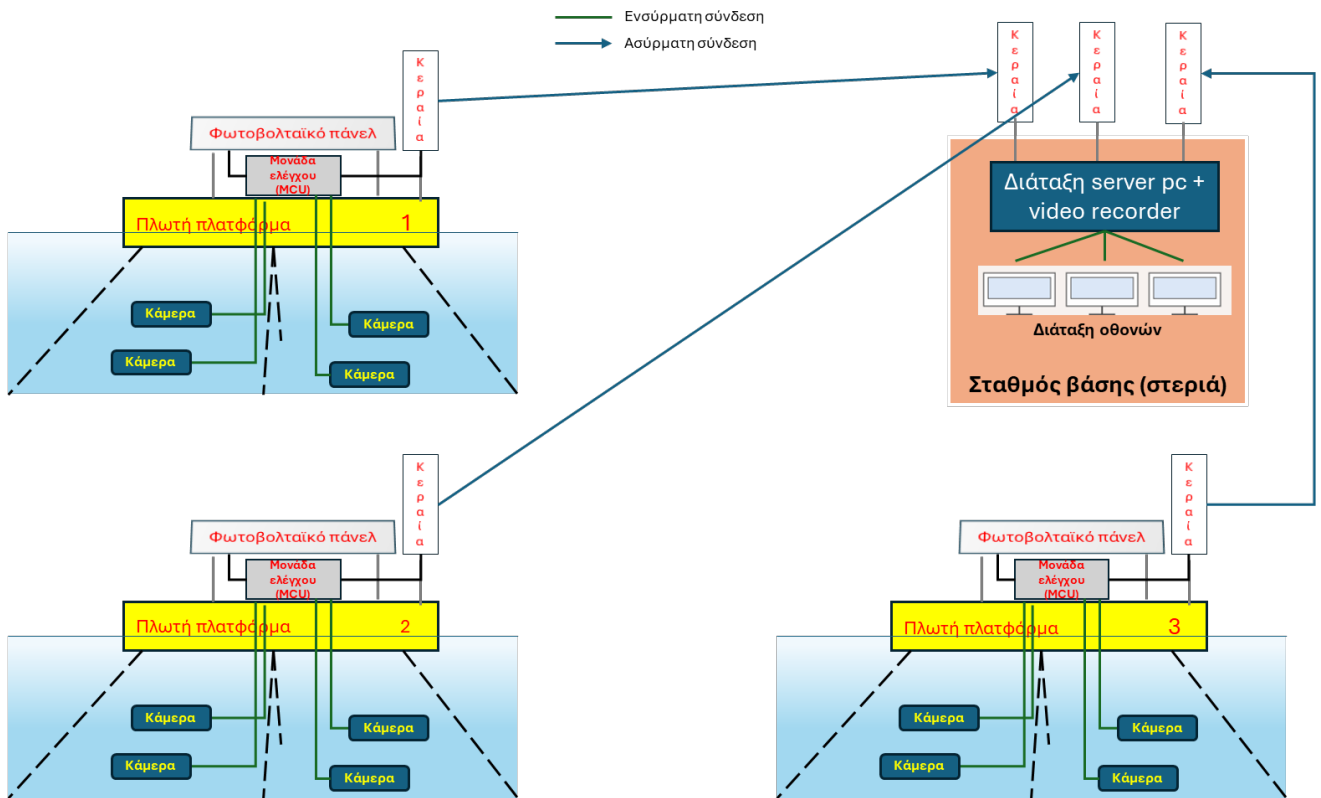 Ενσύρματη σύνδεση
Ασύρματη σύνδεση
Κεραία
Φωτοβολταϊκό πάνελ
Μονάδα
ελέγχου
(MCU)
Πλωτή πλατφόρμα 1
Κάμερα
Κάμερα
Κάμερα
Κάμερα
Κεραία
Κεραία
Κεραία
Διάταξη server pc +
video recorder
Διάταξη οθονών
Σταθμός βάσης (στεριά)
Κεραία
Φωτοβολταϊκό πάνελ
Μονάδα
ελέγχου
(MCU)
Πλωτή πλατφόρμα 2
Κάμερα
Κάμερα
Κάμερα
Κάμερα
Κεραία
Φωτοβολταϊκό πάνελ
Μονάδα
ελέγχου
(MCU)
Πλωτή πλατφόρμα 3
Κάμερα
Κάμερα
Κάμερα
Κάμερα